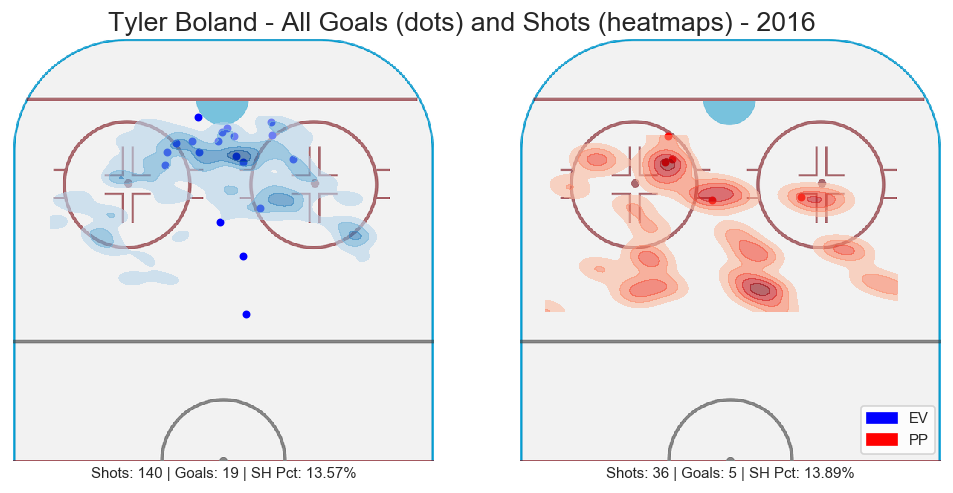 Tyler Boland - All Goals (dots) and Shots (heatmaps) - 2016
EV
PP
Shots: 140 | Goals: 19 | SH Pct: 13.57%
Shots: 36 | Goals: 5 | SH Pct: 13.89%